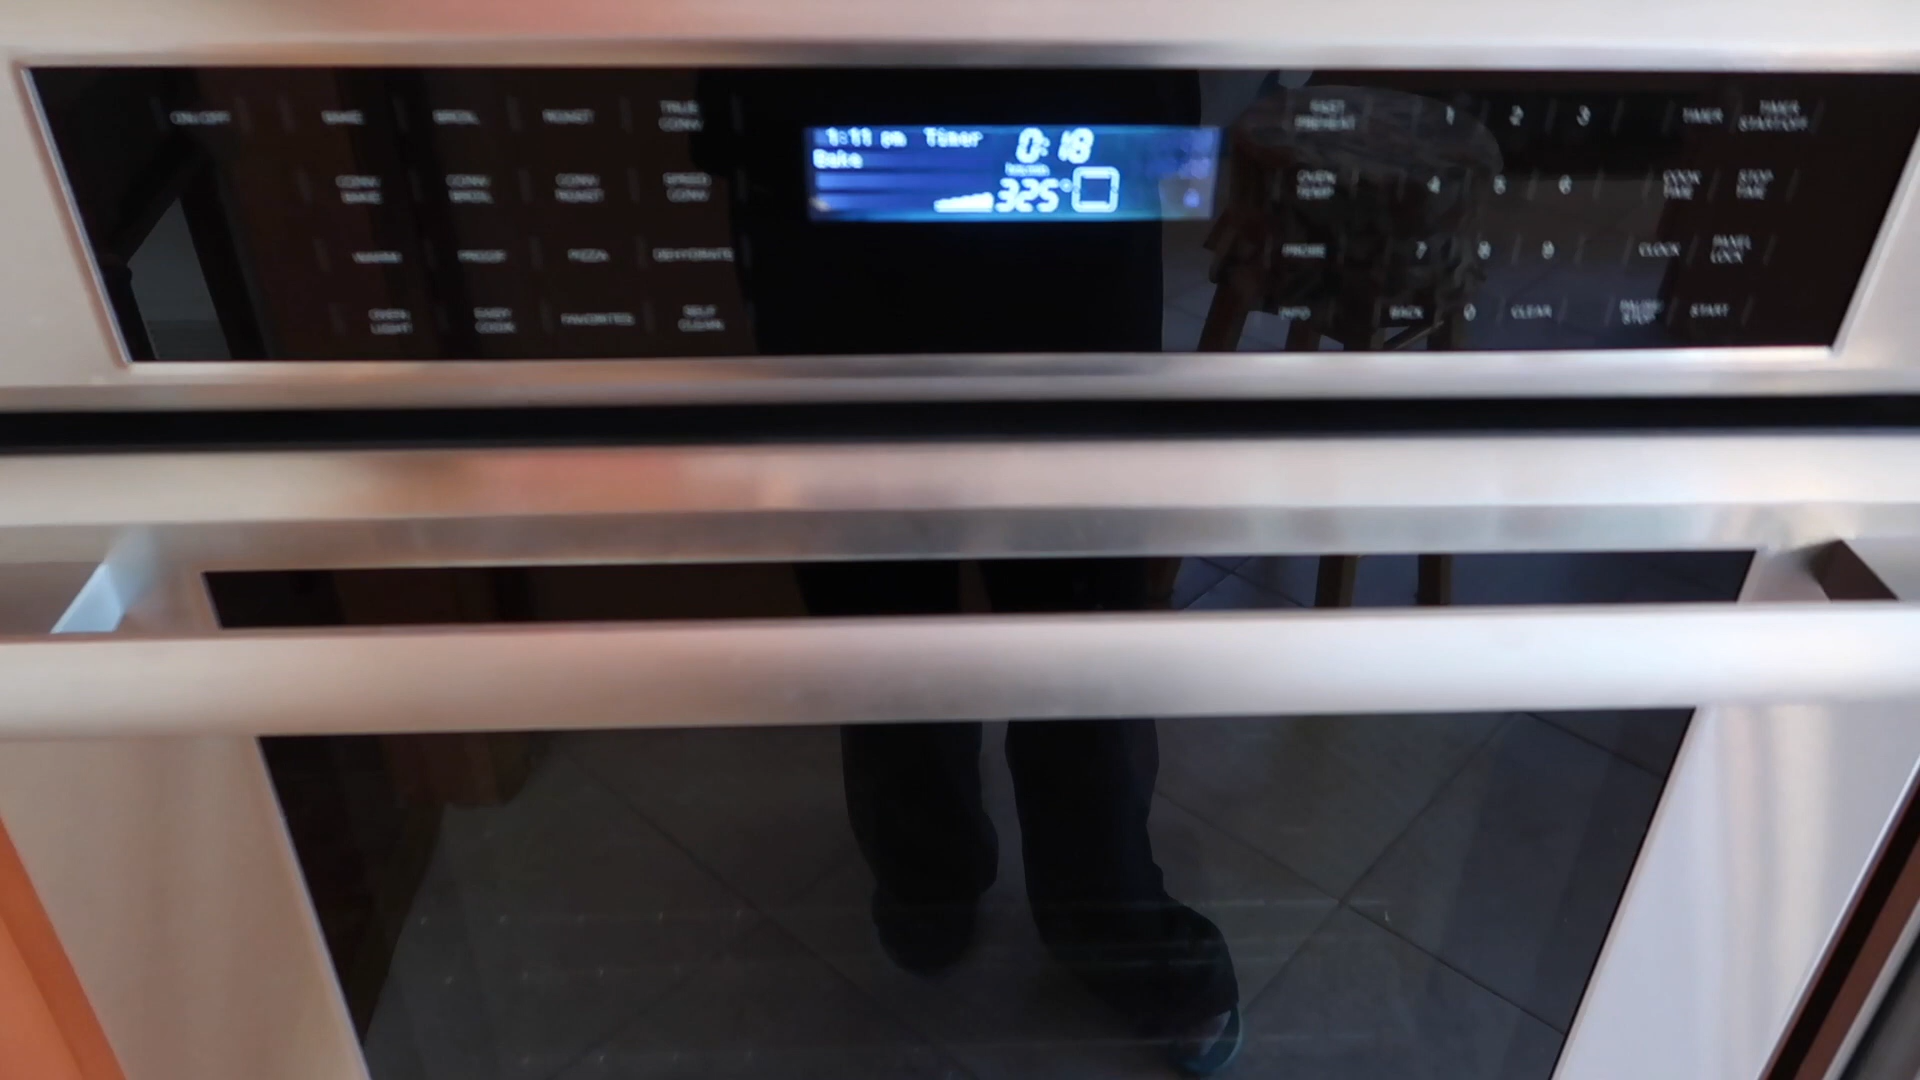 ON/OFF BAKE BROIL ROAST TRUE CONV
CONV BAKE CONV BROIL CONV ROAST SPEED CONV
WARM PROOF PIZZA DEHYDRATE
OVEN LIGHT EASY COOK FAVORITES SELF CLEAN
1:11 pm Timer 0:18
Bake
325°
FAST PREHEAT 1 2 3 TIMER TIMER START/OFF
OVEN TEMP 4 5 6 COOK TIME STOP TIME
PROBE 7 8 9 CLOCK PANEL LOCK
INFO BACK 0 CLEAR PAUSE STOP START